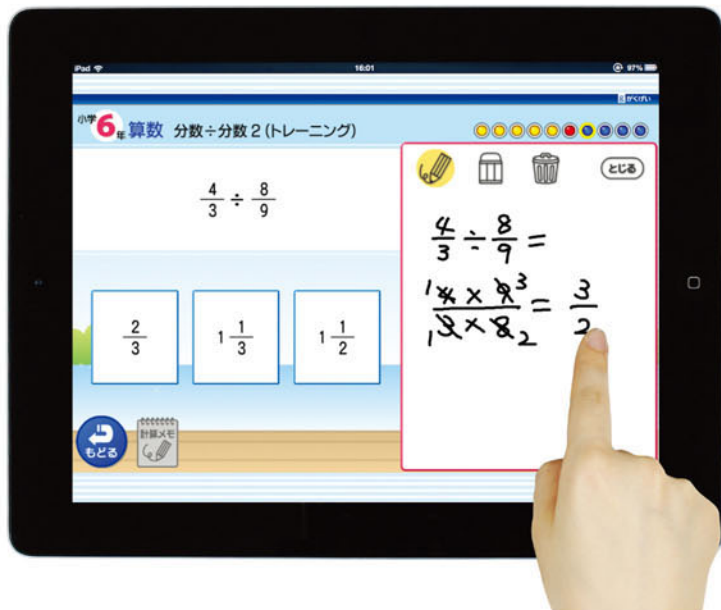 iPad 16:01 97%
がくげい
小学6年 算数 分数÷分数2(トレーニング)
4/3 ÷ 8/9
2/3 1 1/3 1 1/2
もどる
計算メモ
とじる
4/3 ÷ 8/9 =
1 4 × 9 3 / 1 3 × 8 2 = 3/2